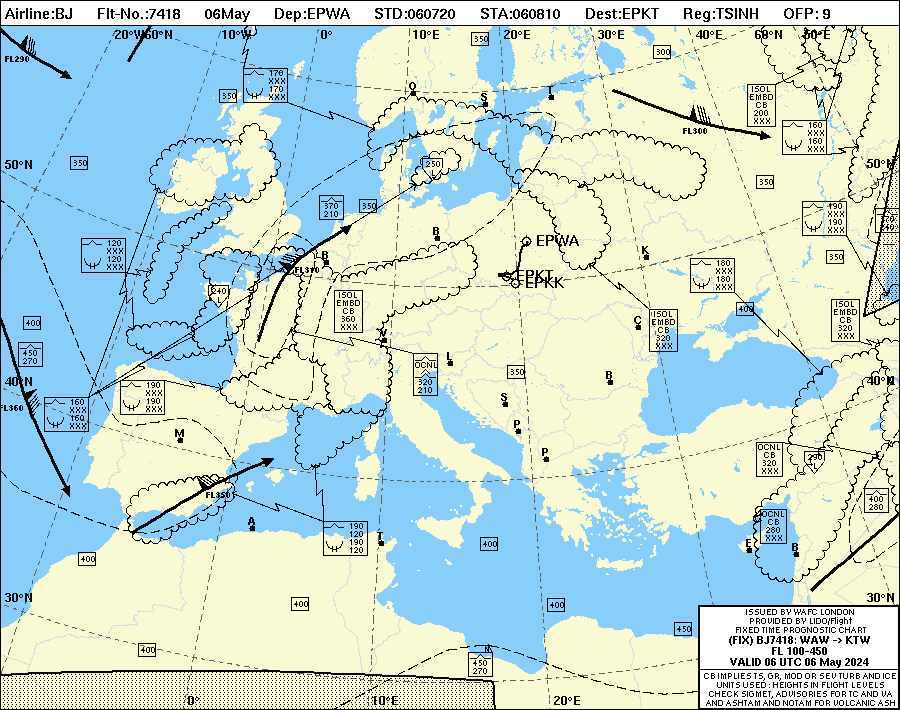 Airline:BJ Flt-No.:7418 06May Dep:EPWA STD:060720 STA:060810 Dest:EPKT Reg:TSINH OFP: 9
20°W 60°N 10°W 0° 10°E 20°E 30°E 40°E 60°N 50°E
FL290
350
300
170
XXX
170
XXX
350
O
S
T
ISOL
EMBD
CB
200
XXX
FL300
160
XXX
160
XXX
50°N
350
250
L
350
50°N
370
210
350
190
XXX
190
XXX
120
XXX
120
XXX
B
B
EPWA
K
350
FL310
EPKT
EPKK
180
XXX
180
XXX
240
L
ISOL
EMBD
CB
360
XXX
400
400
ISOL
EMBD
CB
320
XXX
ISOL
EMBD
CB
320
XXX
C
V
450
270
L
OCNL
320
210
350
B
40°N
40°N
FL360
160
XXX
160
XXX
190
XXX
190
XXX
S
M
P
P
ISOL
CB
320
XXX
290
L
FL350
400
280
A
190
120
190
120
T
400
OCNL
CB
280
XXX
E
B
400
30°N
400
400
30°N
400
400
N
450
270
0° 10°E 20°E
ISSUED BY WAFC LONDON
PROVIDED BY LIDO/Flight
FIXED TIME PROGNOSTIC CHART
(FIX) BJ7418: WAW -> KTW
FL 100-450
VALID 06 UTC 06 May 2024
CB IMPLIES TS, GR, MOD OR SEV TURB AND ICE
UNITS USED : HEIGHTS IN FLIGHT LEVELS
CHECK SIGMET, ADVISORIES FOR TC AND VA
AND ASHTAM AND NOTAM FOR VOLCANIC ASH